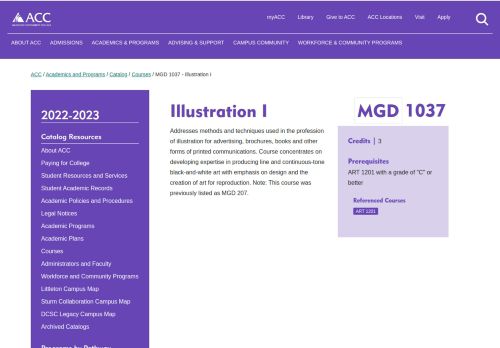 ACC
myACC Library Give to ACC ACC Locations Visit Apply
ABOUT ACC ADMISSIONS ACADEMICS & PROGRAMS ADVISING & SUPPORT CAMPUS COMMUNITY WORKFORCE & COMMUNITY PROGRAMS
ACC / Academics and Programs / Catalog / Courses / MGD 1037 - Illustration I
2022-2023
Catalog Resources
About ACC
Paying for College
Student Resources and Services
Student Academic Records
Academic Policies and Procedures
Legal Notices
Academic Programs
Academic Plans
Courses
Administrators and Faculty
Workforce and Community Programs
Littleton Campus Map
Sturm Collaboration Campus Map
DCSC Legacy Campus Map
Archived Catalogs
Programs by Pathway
Illustration I
Addresses methods and techniques used in the profession
of illustration for advertising, brochures, books and other
forms of printed communications. Course concentrates on
developing expertise in producing line and continuous-tone
black-and-white art with emphasis on design and the
creation of art for reproduction. Note: This course was
previously listed as MGD 207.
MGD 1037
Credits | 3
Prerequisites
ART 1201 with a grade of "C" or
better
Referenced Courses
ART 1201